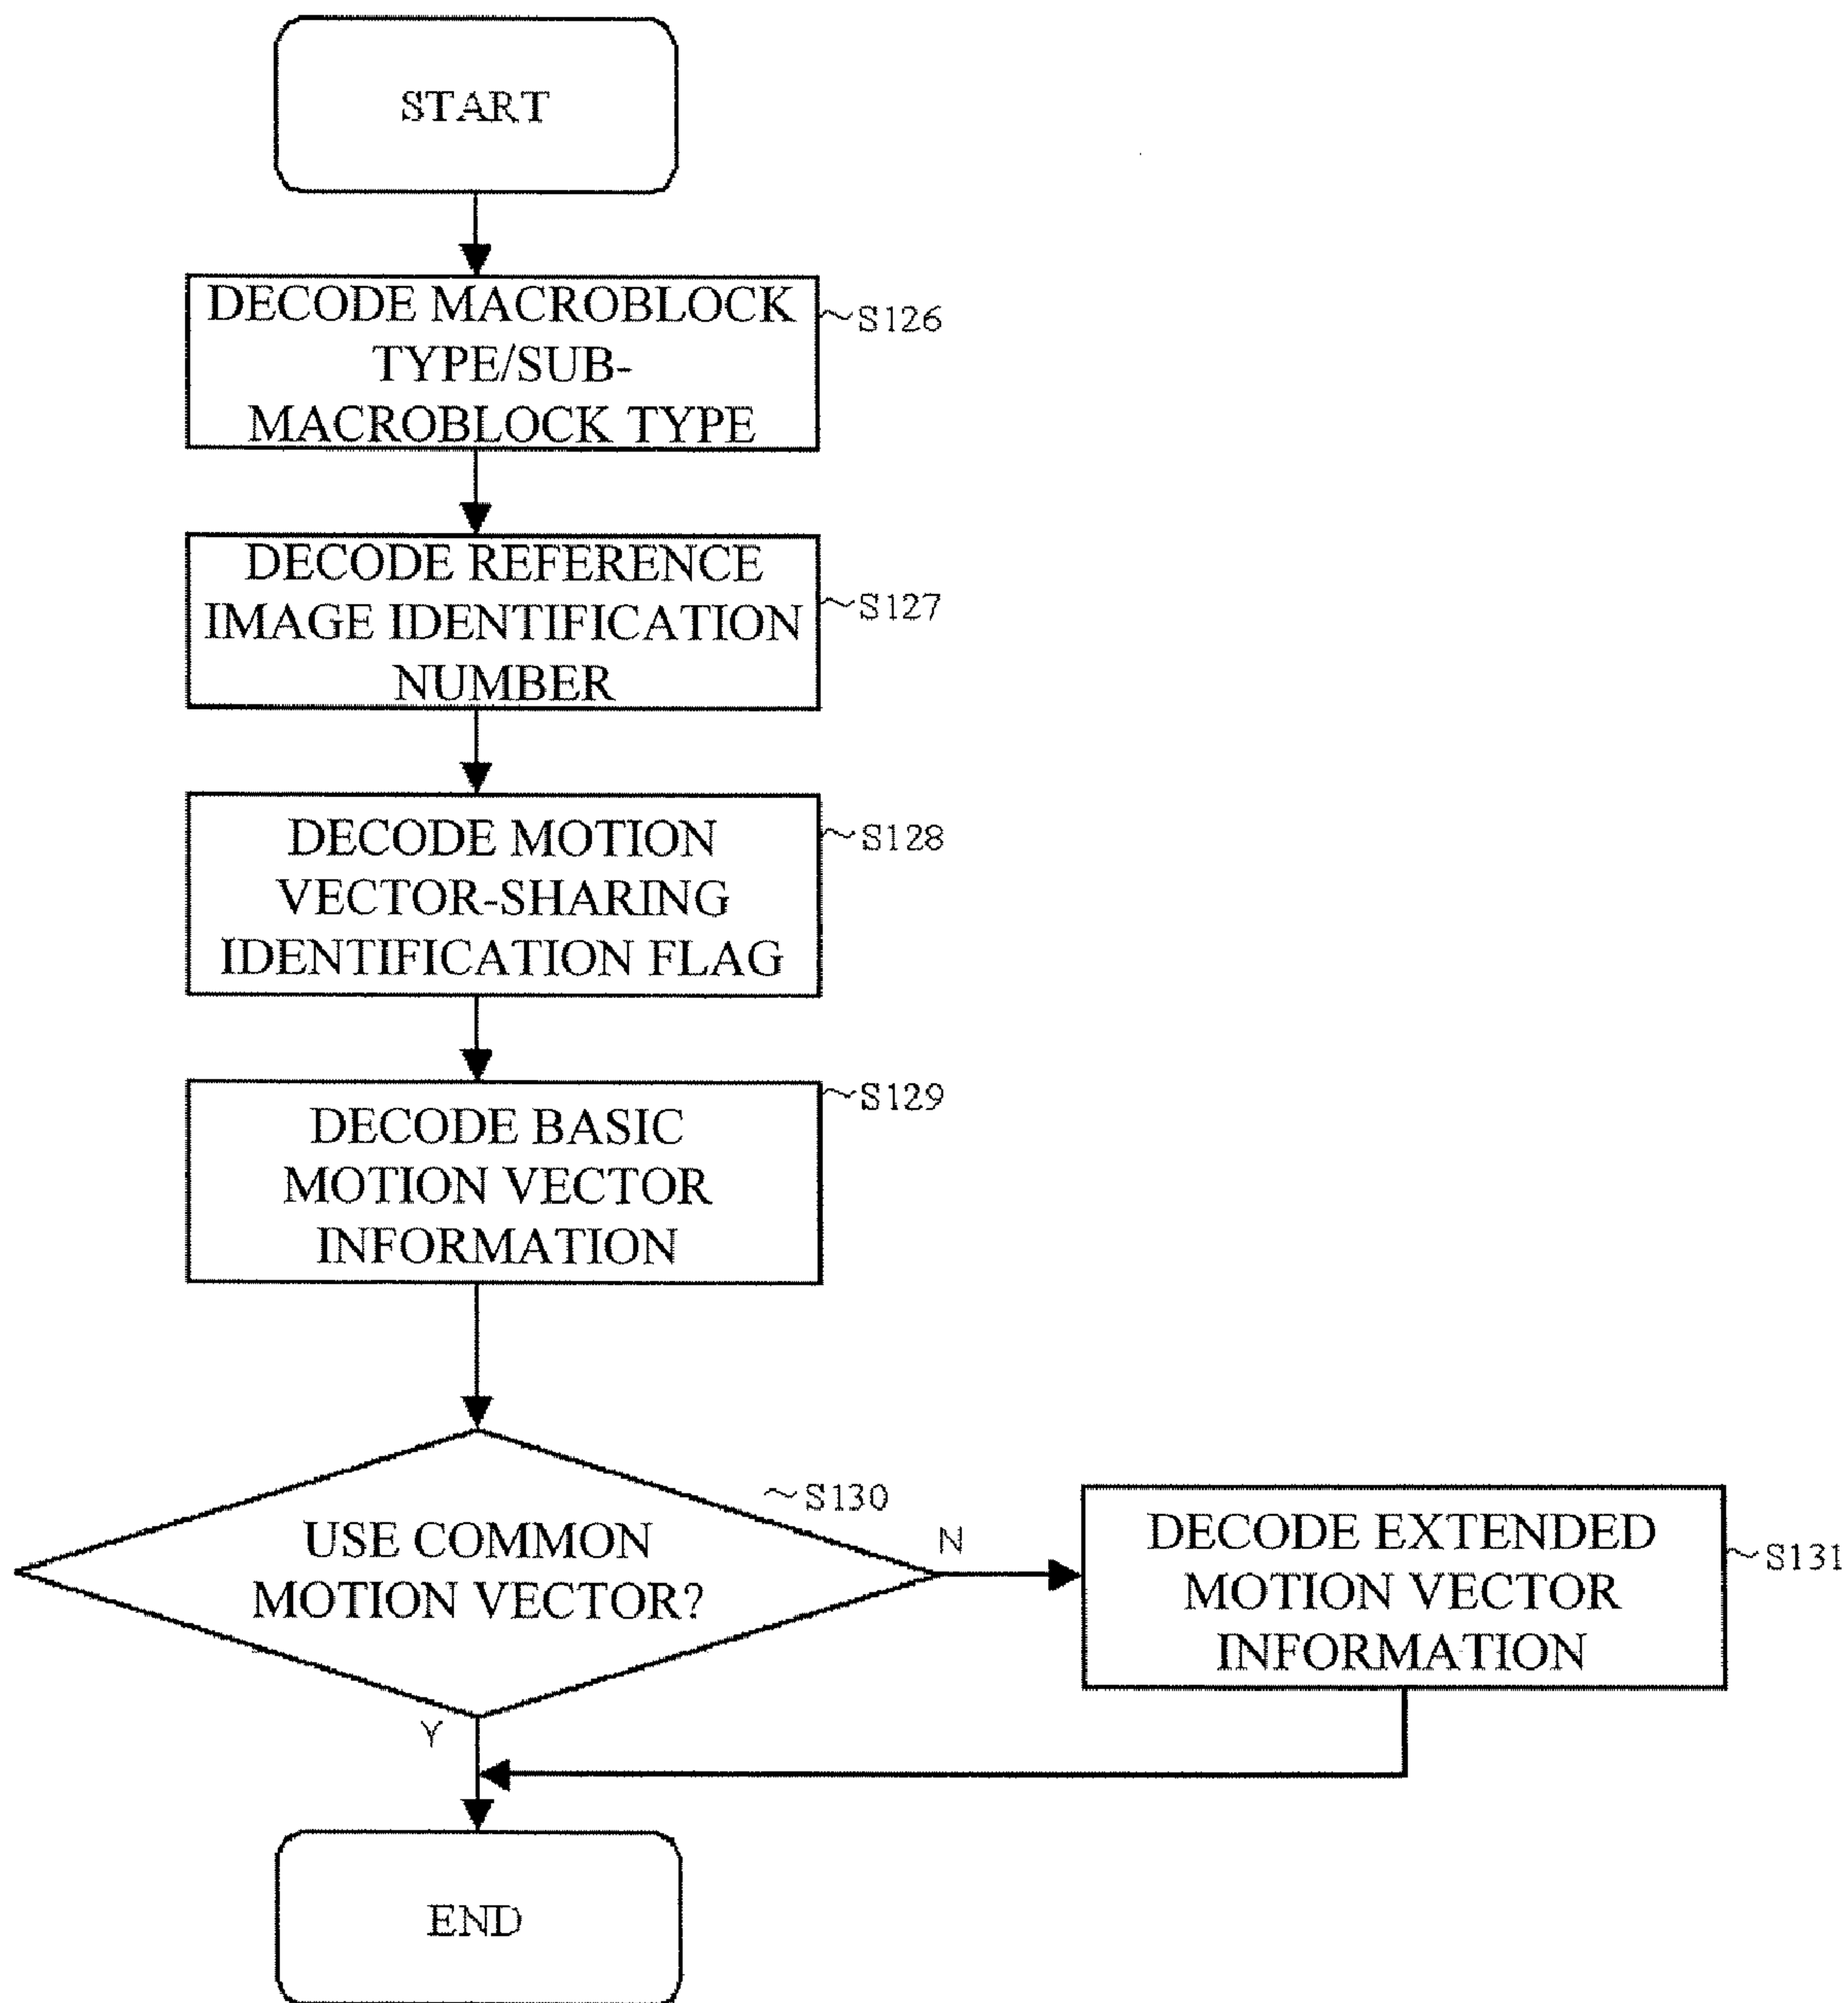 START
DECODE MACROBLOCK
TYPE/SUB-
MACROBLOCK TYPE
S126
DECODE REFERENCE
IMAGE IDENTIFICATION
NUMBER
S127
DECODE MOTION
VECTOR-SHARING
IDENTIFICATION FLAG
S128
DECODE BASIC
MOTION VECTOR
INFORMATION
S129
USE COMMON
MOTION VECTOR?
S130
N
DECODE EXTENDED
MOTION VECTOR
INFORMATION
S131
Y
END